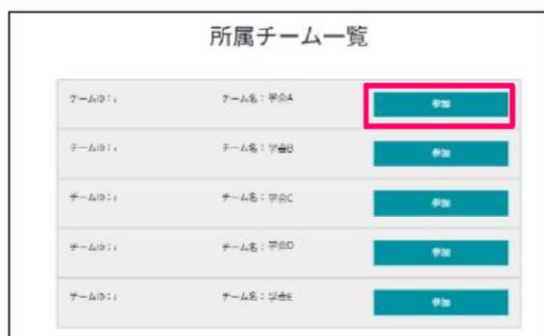 所属チーム一覧
チームID： チーム名：学会A 参加
チームID： チーム名：学会B 参加
チームID： チーム名：学会C 参加
チームID： チーム名：学会D 参加
チームID： チーム名：学会E 参加